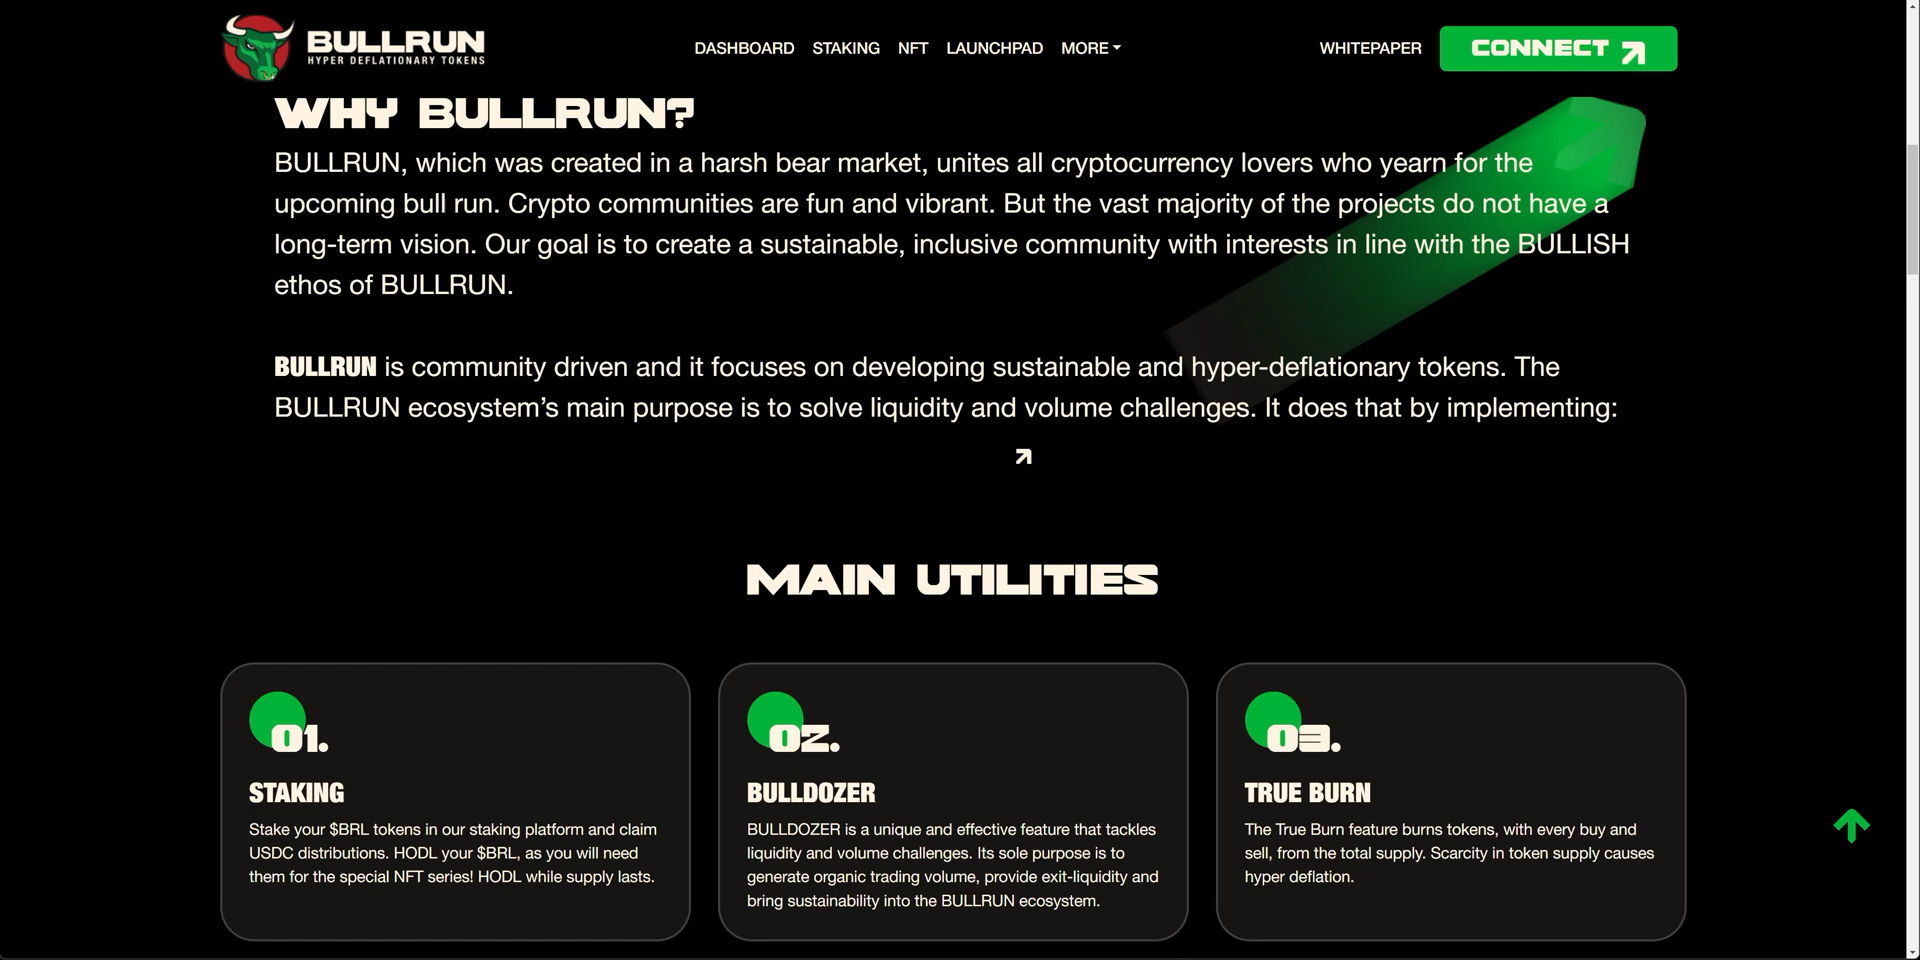 BULLRUN
HYPER DEFLATIONARY TOKENS
DASHBOARD STAKING NFT LAUNCHPAD MORE
WHITEPAPER
CONNECT
WHY BULLRUN?
BULLRUN, which was created in a harsh bear market, unites all cryptocurrency lovers who yearn for the
upcoming bull run. Crypto communities are fun and vibrant. But the vast majority of the projects do not have a
long-term vision. Our goal is to create a sustainable, inclusive community with interests in line with the BULLISH
ethos of BULLRUN.
BULLRUN is community driven and it focuses on developing sustainable and hyper-deflationary tokens. The
BULLRUN ecosystem’s main purpose is to solve liquidity and volume challenges. It does that by implementing:
MAIN UTILITIES
01.
STAKING
Stake your $BRL tokens in our staking platform and claim
USDC distributions. HODL your $BRL, as you will need
them for the special NFT series! HODL while supply lasts.
02.
BULLDOZER
BULLDOZER is a unique and effective feature that tackles
liquidity and volume challenges. Its sole purpose is to
generate organic trading volume, provide exit-liquidity and
bring sustainability into the BULLRUN ecosystem.
03.
TRUE BURN
The True Burn feature burns tokens, with every buy and
sell, from the total supply. Scarcity in token supply causes
hyper deflation.